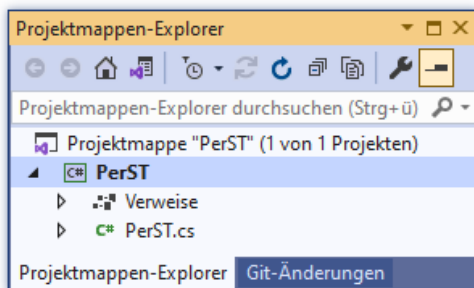 Projektmappen-Explorer
Projektmappen-Explorer durchsuchen (Strg+ü)
Projektmappe "PerST" (1 von 1 Projekten)
C# PerST
Verweise
C# PerST.cs
Projektmappen-Explorer Git-Änderungen